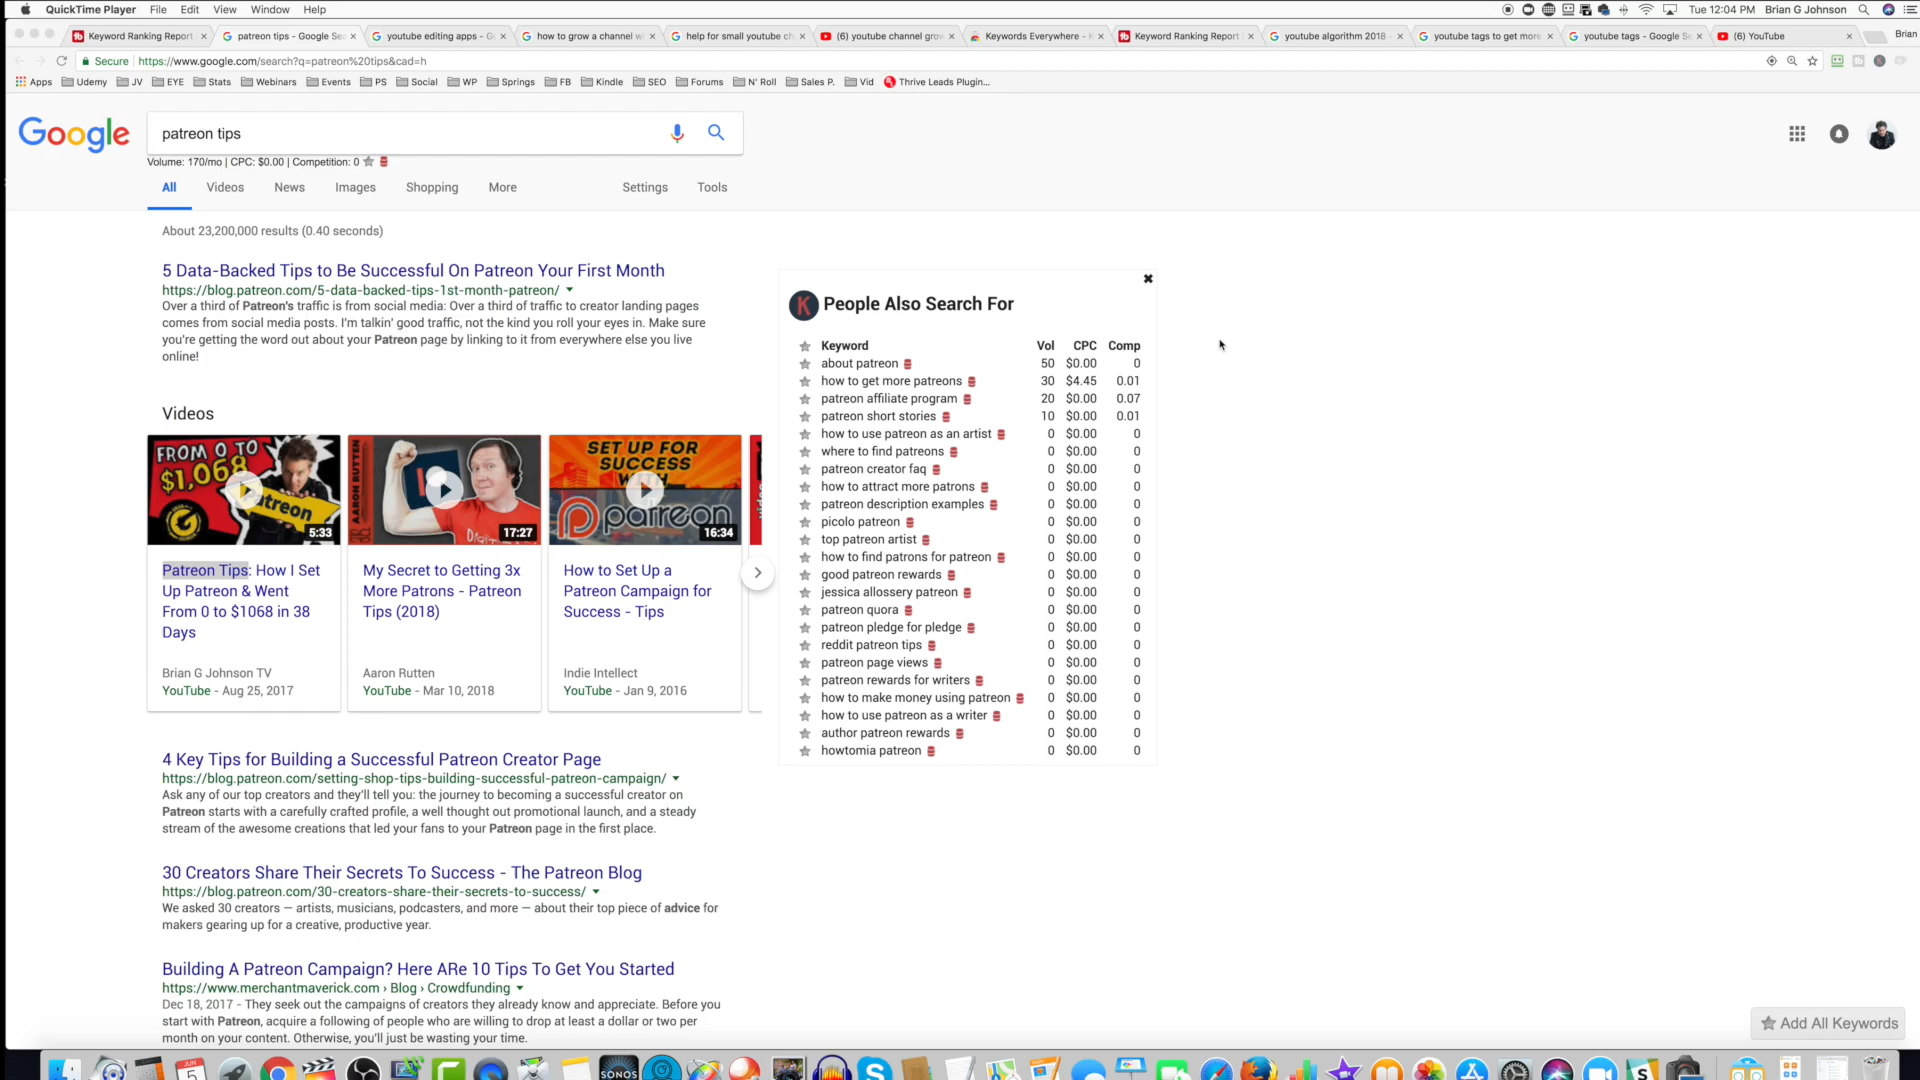 QuickTime Player File Edit View Window Help
Tue 12:04 PM Brian G Johnson
Keyword Ranking Report
patreon tips - Google Se
youtube editing apps - G
how to grow a channel w
help for small youtube ch
(6) youtube channel grow
Keywords Everywhere - K
Keyword Ranking Report
youtube algorithm 2018 -
youtube tags to get more
youtube tags - Google Se
(6) YouTube
Brian
Secure https://www.google.com/search?q=patreon%20tips&cad=h
Apps Udemy JV EYE Stats Webinars Events PS Social WP Springs FB Kindle SEO Forums N' Roll Sales P. Vid Thrive Leads Plugin...
Google
patreon tips
Volume: 170/mo | CPC: $0.00 | Competition: 0
All Videos News Images Shopping More Settings Tools
About 23,200,000 results (0.40 seconds)
5 Data-Backed Tips to Be Successful On Patreon Your First Month
https://blog.patreon.com/5-data-backed-tips-1st-month-patreon/
Over a third of Patreon's traffic is from social media: Over a third of traffic to creator landing pages
comes from social media posts. I'm talkin' good traffic, not the kind you roll your eyes in. Make sure
you're getting the word out about your Patreon page by linking to it from everywhere else you live
online!
Videos
FROM 0 TO
$1,068
5:33
Patreon Tips: How I Set
Up Patreon & Went
From 0 to $1068 in 38
Days
Brian G Johnson TV
YouTube - Aug 25, 2017
AARON RUTTEN
17:27
My Secret to Getting 3x
More Patrons - Patreon
Tips (2018)
Aaron Rutten
YouTube - Mar 10, 2018
SET UP FOR
SUCCESS
WITH
patreon
16:34
How to Set Up a
Patreon Campaign for
Success - Tips
Indie Intellect
YouTube - Jan 9, 2016
4 Key Tips for Building a Successful Patreon Creator Page
https://blog.patreon.com/setting-shop-tips-building-successful-patreon-campaign/
Ask any of our top creators and they'll tell you: the journey to becoming a successful creator on
Patreon starts with a carefully crafted profile, a well thought out promotional launch, and a steady
stream of the awesome creations that led your fans to your Patreon page in the first place.
30 Creators Share Their Secrets To Success - The Patreon Blog
https://blog.patreon.com/30-creators-share-their-secrets-to-success/
We asked 30 creators — artists, musicians, podcasters, and more — about their top piece of advice for
makers gearing up for a creative, productive year.
Building A Patreon Campaign? Here ARe 10 Tips To Get You Started
https://www.merchantmaverick.com › Blog › Crowdfunding
Dec 18, 2017 - They seek out the campaigns of creators they already know and appreciate. Before you
start with Patreon, acquire a following of people who are willing to drop at least a dollar or two per
month on your content. Otherwise, you'll just be wasting your time.
K People Also Search For
Keyword Vol CPC Comp
about patreon 50 $0.00 0
how to get more patreons 30 $4.45 0.01
patreon affiliate program 20 $0.00 0.07
patreon short stories 10 $0.00 0.01
how to use patreon as an artist 0 $0.00 0
where to find patreons 0 $0.00 0
patreon creator faq 0 $0.00 0
how to attract more patrons 0 $0.00 0
patreon description examples 0 $0.00 0
picolo patreon 0 $0.00 0
top patreon artist 0 $0.00 0
how to find patrons for patreon 0 $0.00 0
good patreon rewards 0 $0.00 0
jessica allossery patreon 0 $0.00 0
patreon quora 0 $0.00 0
patreon pledge for pledge 0 $0.00 0
reddit patreon tips 0 $0.00 0
patreon page views 0 $0.00 0
patreon rewards for writers 0 $0.00 0
how to make money using patreon 0 $0.00 0
how to use patreon as a writer 0 $0.00 0
author patreon rewards 0 $0.00 0
howtomia patreon 0 $0.00 0
Add All Keywords
JUN
5
SONOS